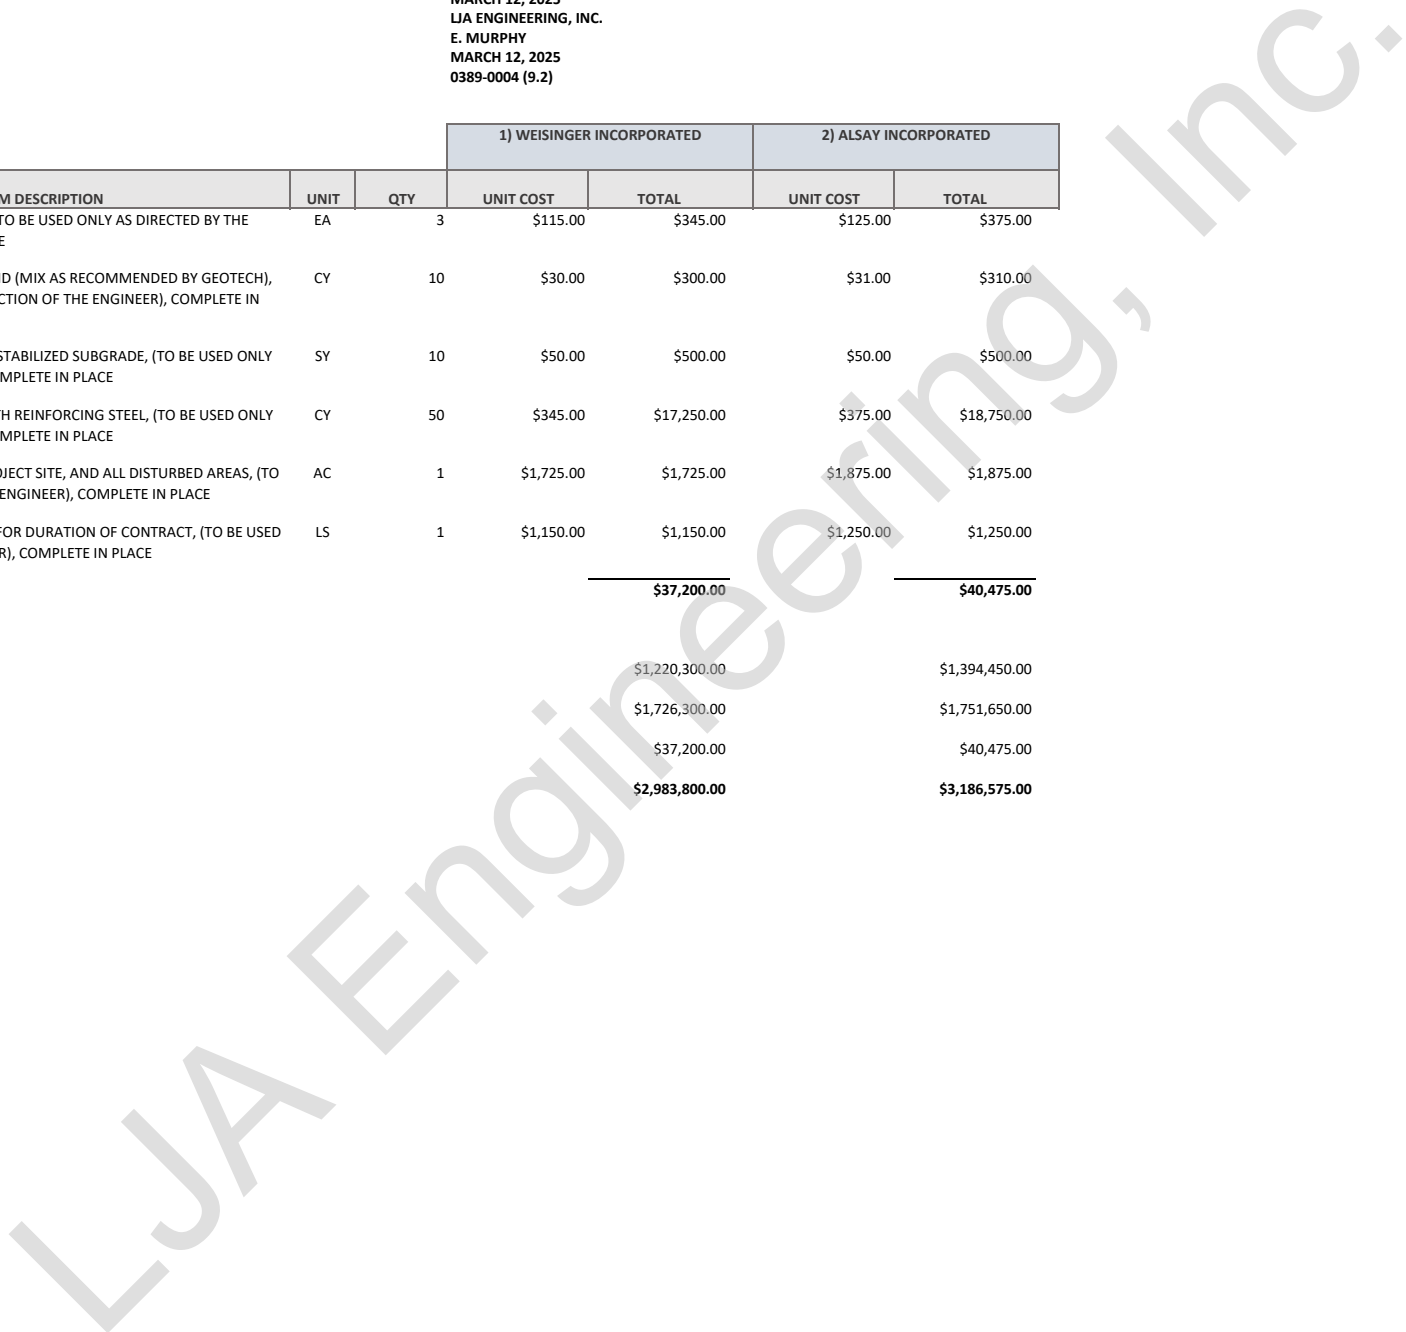 MARCH 12, 2025
LJA ENGINEERING, INC.
E. MURPHY
MARCH 12, 2025
0389-0004 (9.2)
1) WEISINGER INCORPORATED 2) ALSAY INCORPORATED
M DESCRIPTION UNIT QTY UNIT COST TOTAL UNIT COST TOTAL
TO BE USED ONLY AS DIRECTED BY THE EA 3 $115.00 $345.00 $125.00 $375.00
E
ND (MIX AS RECOMMENDED BY GEOTECH), CY 10 $30.00 $300.00 $31.00 $310.00
CTION OF THE ENGINEER), COMPLETE IN
STABILIZED SUBGRADE, (TO BE USED ONLY SY 10 $50.00 $500.00 $50.00 $500.00
MPLETE IN PLACE
TH REINFORCING STEEL, (TO BE USED ONLY CY 50 $345.00 $17,250.00 $375.00 $18,750.00
MPLETE IN PLACE
OJECT SITE, AND ALL DISTURBED AREAS, (TO AC 1 $1,725.00 $1,725.00 $1,875.00 $1,875.00
ENGINEER), COMPLETE IN PLACE
FOR DURATION OF CONTRACT, (TO BE USED LS 1 $1,150.00 $1,150.00 $1,250.00 $1,250.00
R), COMPLETE IN PLACE
$37,200.00 $40,475.00
$1,220,300.00 $1,394,450.00
$1,726,300.00 $1,751,650.00
$37,200.00 $40,475.00
$2,983,800.00 $3,186,575.00
LJA Engineering, Inc.